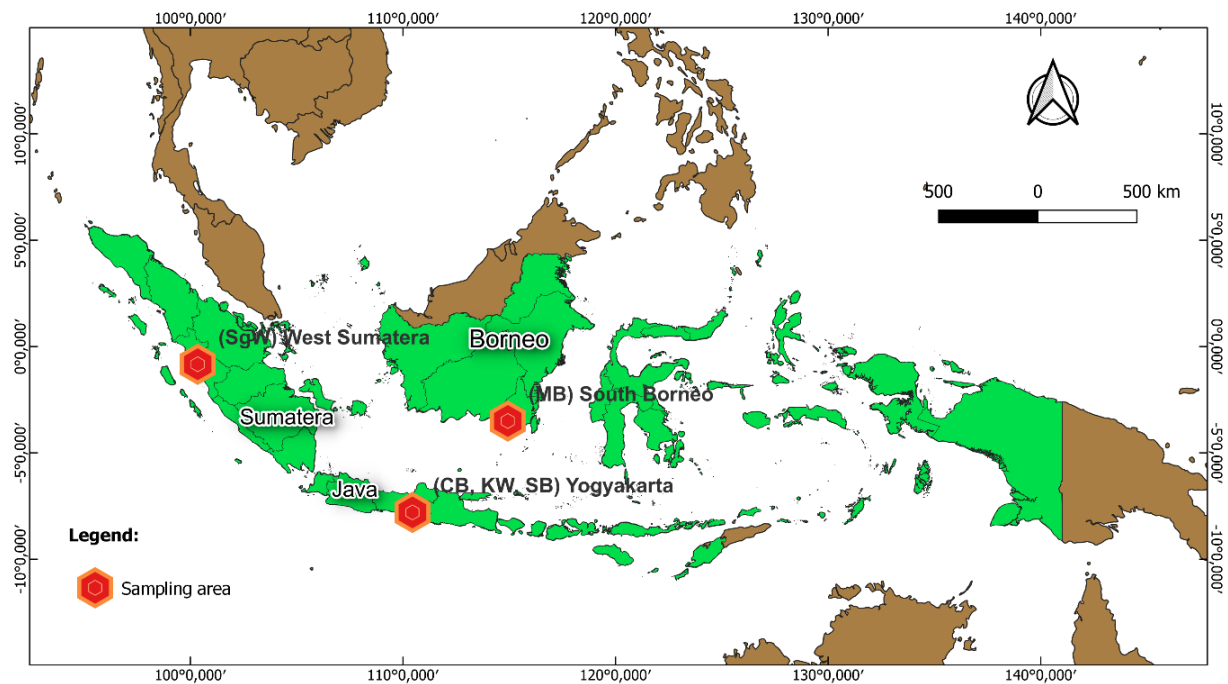 100°0,000′ 110°0,000′ 120°0,000′ 130°0,000′ 140°0,000′
10°0,000′ 10°0,000′
500 0 500 km
5°0,000′ 5°0,000′
(SgW) West Sumatera
Borneo
0°0,000′ 0°0,000′
(MB) South Borneo
Sumatera
-5°0,000′ -5°0,000′
(CB, KW, SB) Yogyakarta
Java
Legend:
-10°0,000′ -10°0,000′
Sampling area
100°0,000′ 110°0,000′ 120°0,000′ 130°0,000′ 140°0,000′